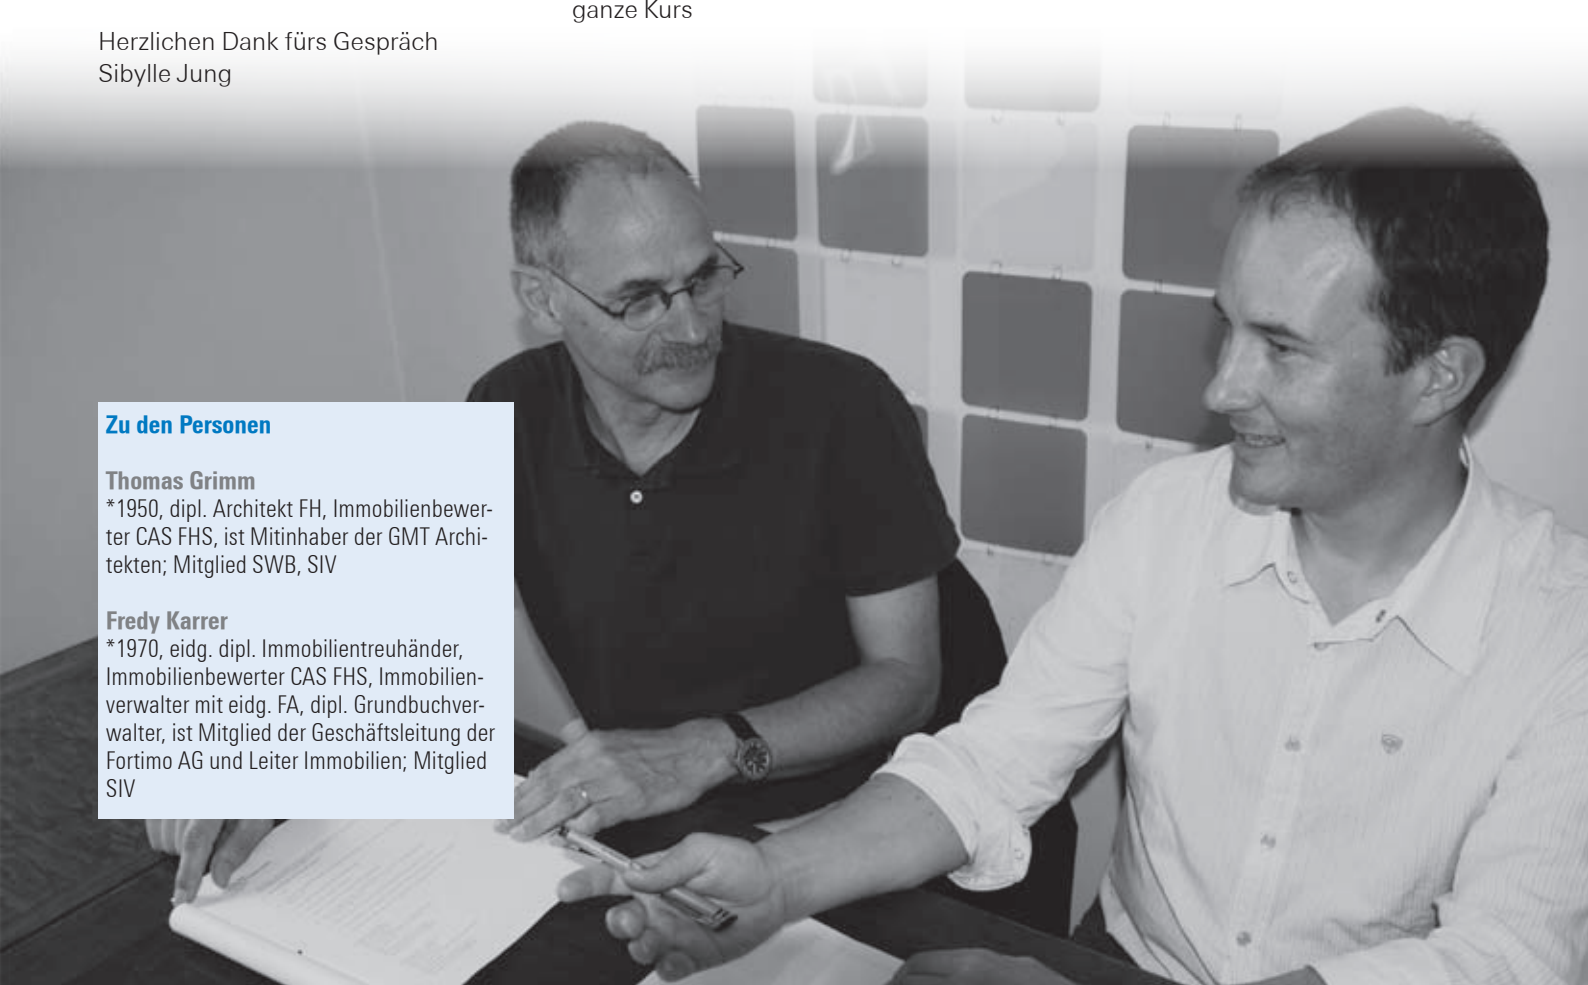 ganze Kurs
Herzlichen Dank fürs Gespräch
Sibylle Jung
Zu den Personen
Thomas Grimm
*1950, dipl. Architekt FH, Immobilienbewer-
ter CAS FHS, ist Mitinhaber der GMT Archi-
tekten; Mitglied SWB, SIV
Fredy Karrer
*1970, eidg. dipl. Immobilientreuhänder,
Immobilienbewerter CAS FHS, Immobilien-
verwalter mit eidg. FA, dipl. Grundbuchver-
walter, ist Mitglied der Geschäftsleitung der
Fortimo AG und Leiter Immobilien; Mitglied
SIV